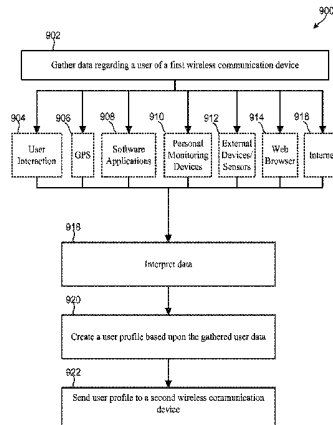 900
902
Gather data regarding a user of a first wireless communication device
904 906 908 910 912 914 916
User Interaction
GPS
Software Applications
Personal Monitoring Devices
External Devices/ Sensors
Web Browser
Internet
918
Interpret data
920
Create a user profile based upon the gathered user data
922
Send user profile to a second wireless communication
device